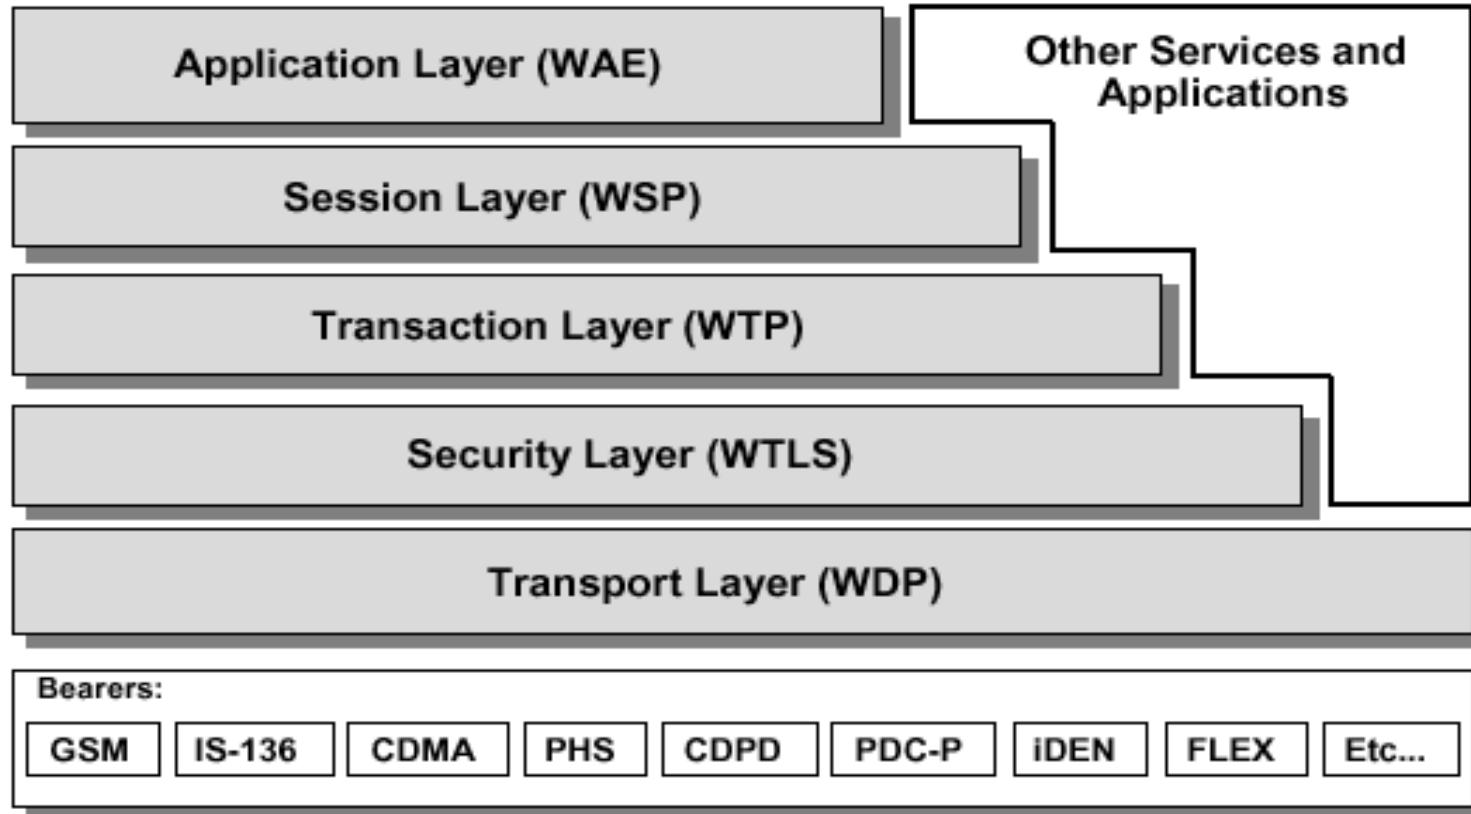 Application Layer (WAE)
Other Services and
Applications
Session Layer (WSP)
Transaction Layer (WTP)
Security Layer (WTLS)
Transport Layer (WDP)
Bearers:
GSM
IS-136
CDMA
PHS
CDPD
PDC-P
iDEN
FLEX
Etc...